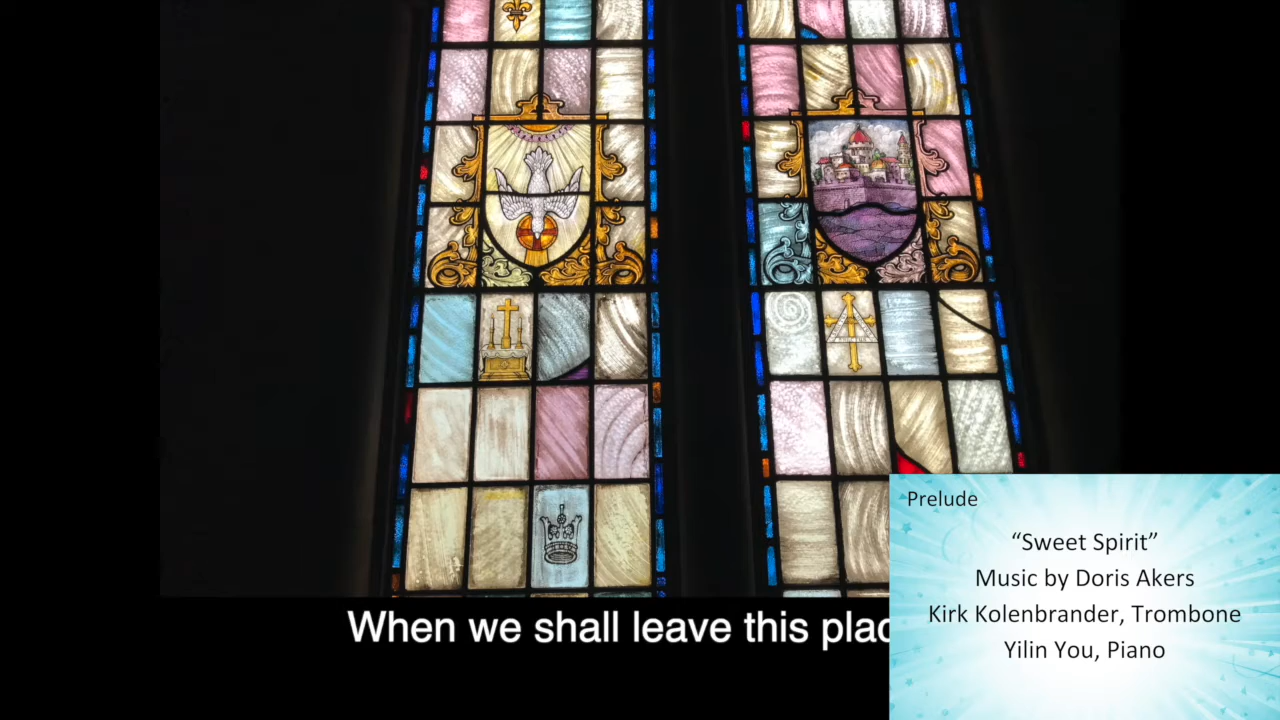 When we shall leave this plac
Prelude
“Sweet Spirit”
Music by Doris Akers
Kirk Kolenbrander, Trombone
Yilin You, Piano